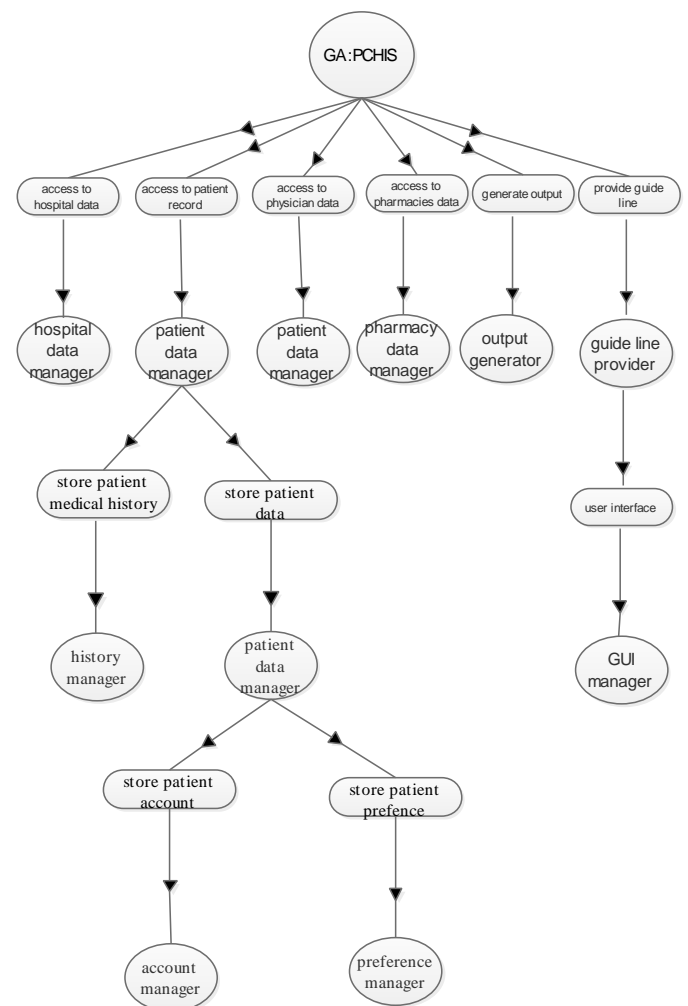 GA:PCHIS
access to
hospital data
access to patient
record
access to
physician data
access to
pharmacies data
generate output
provide guide
line
hospital
data
manager
patient
data
manager
patient
data
manager
pharmacy
data
manager
output
generator
guide line
provider
store patient
medical history
store patient
data
user interface
history
manager
patient
data
manager
GUI
manager
store patient
account
store patient
prefence
account
manager
preference
manager